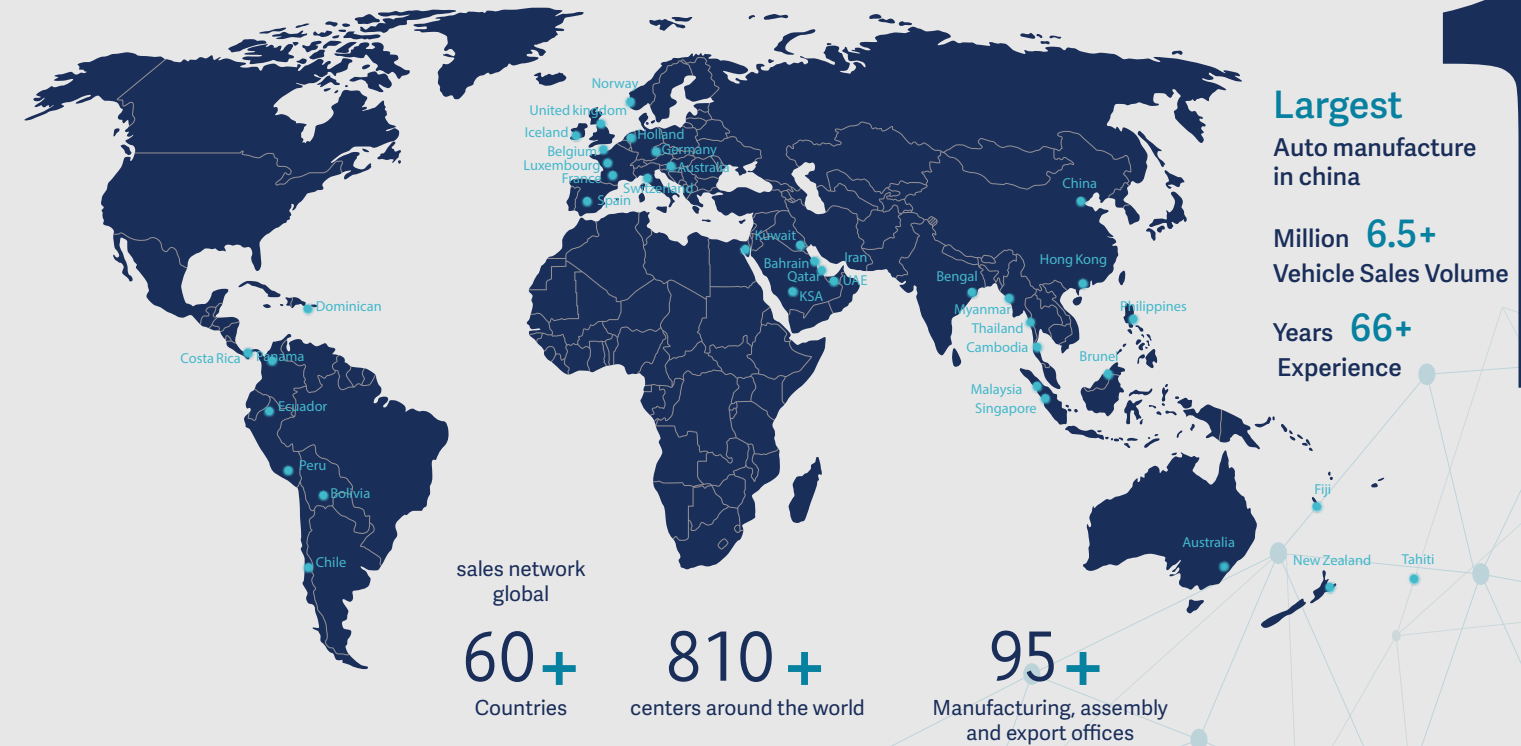 Norway
United kingdom
Iceland
Holland
Belgium
Germany
Luxembourg
Australia
France
Switzerland
Spain
China
Kuwait
Iran
Bahrain
Qatar
UAE
KSA
Hong Kong
Bengal
Myanmar
Philippines
Thailand
Cambodia
Brunei
Malaysia
Singapore
Dominican
Costa Rica
Panama
Ecuador
Peru
Bolivia
Chile
Fiji
Australia
New Zealand
Tahiti
Largest
Auto manufacture
in china
Million 6.5+
Vehicle Sales Volume
Years 66+
Experience
sales network
global
60+
Countries
810+
centers around the world
95+
Manufacturing, assembly
and export offices